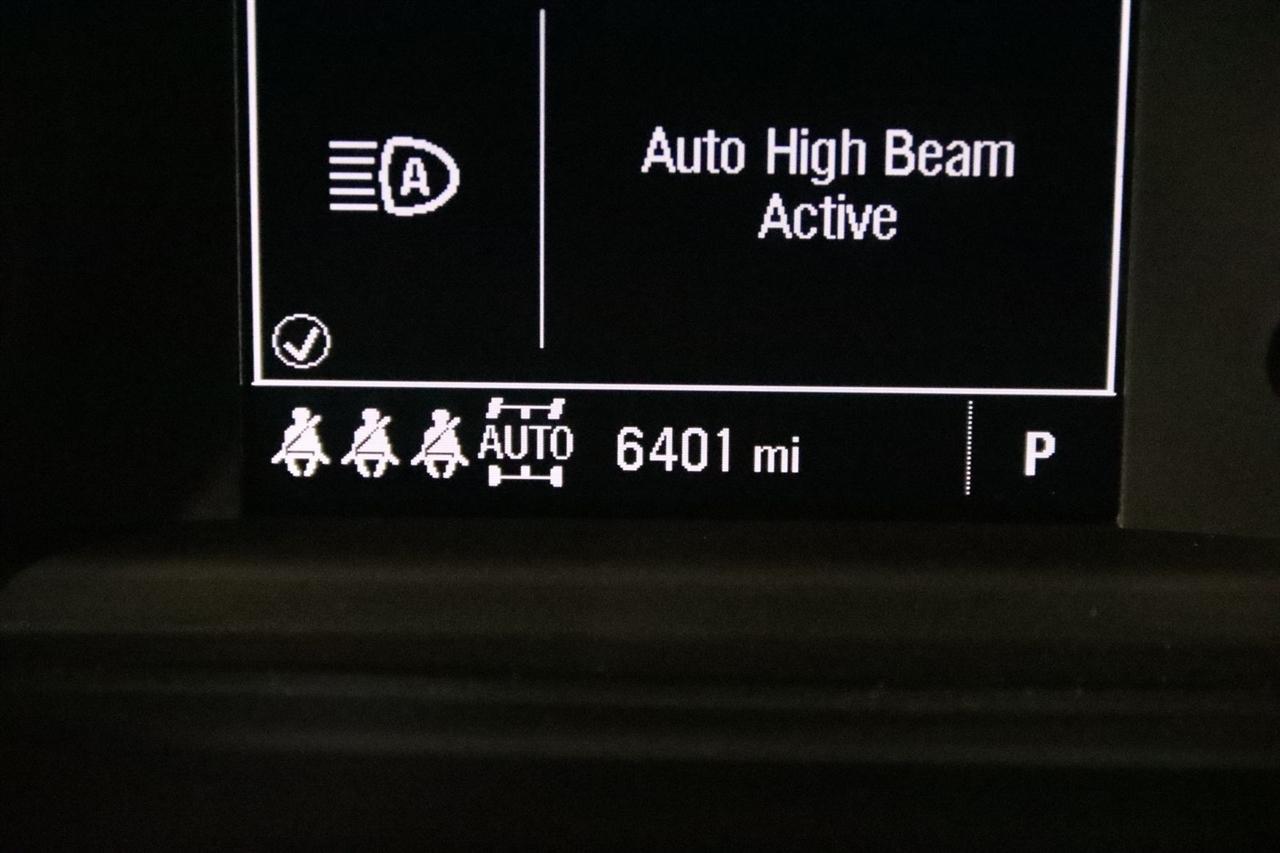 A
Auto High Beam
Active
AUTO 6401 mi P